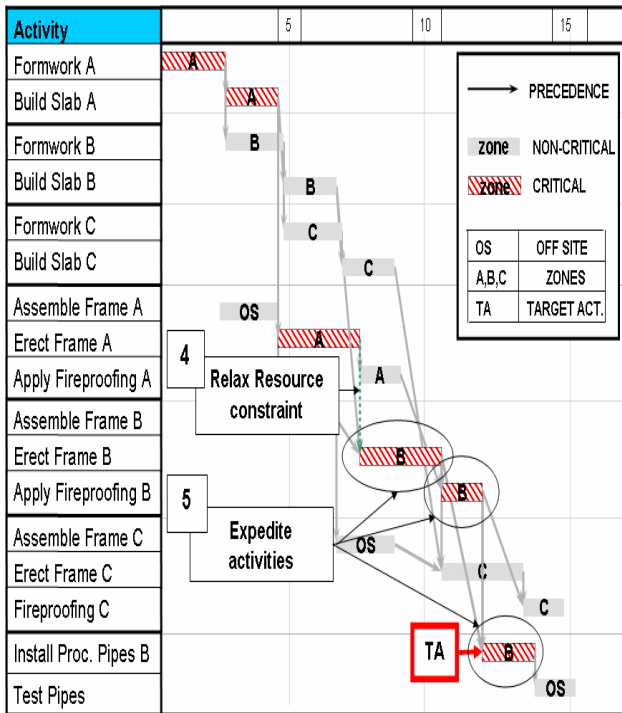 Activity 5 10 15
Formwork A A
Build Slab A A
Formwork B B
Build Slab B B
Formwork C C
Build Slab C C
Assemble Frame A OS
Erect Frame A A
Apply Fireproofing A A
Assemble Frame B
Erect Frame B B
Apply Fireproofing B B
Assemble Frame C OS
Erect Frame C C
Fireproofing C C
Install Proc. Pipes B B
Test Pipes OS
4
Relax Resource
constraint
5
Expedite
activities
TA
PRECEDENCE
zone NON-CRITICAL
zone CRITICAL
OS OFF SITE
A,B,C ZONES
TA TARGET ACT.